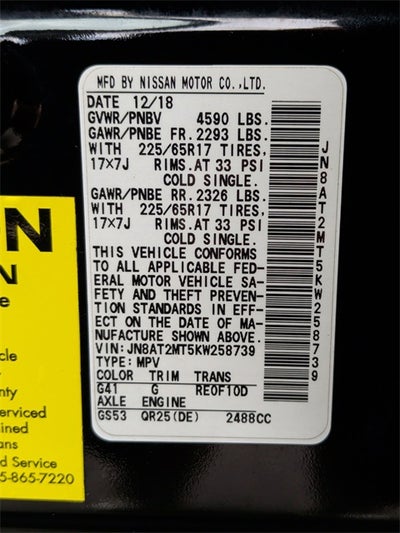 MFD BY NISSAN MOTOR CO.,LTD.
DATE 12/18
GVWR/PNBV 4590 LBS.
GAWR/PNBE FR. 2293 LBS.
WITH 225/65R17 TIRES,
17×7J RIMS.AT 33 PSI
COLD SINGLE.
GAWR/PNBE RR. 2326 LBS.
WITH 225/65R17 TIRES,
17×7J RIMS.AT 33 PSI
COLD SINGLE.
THIS VEHICLE CONFORMS
TO ALL APPLICABLE FED-
ERAL MOTOR VEHICLE SA-
FETY AND THEFT PREVEN-
TION STANDARDS IN EFF-
ECT ON THE DATE OF MA-
NUFACTURE SHOWN ABOVE.
VIN:JN8AT2MT5KW258739
TYPE: MPV
COLOR TRIM TRANS
G41 G RE0F10D
AXLE ENGINE
GS53 QR25(DE) 2488CC
JN8AT2MT5KW258739
N
N
e
cle
y
nty
erviced
ined
ans
d Service
5-865-7220